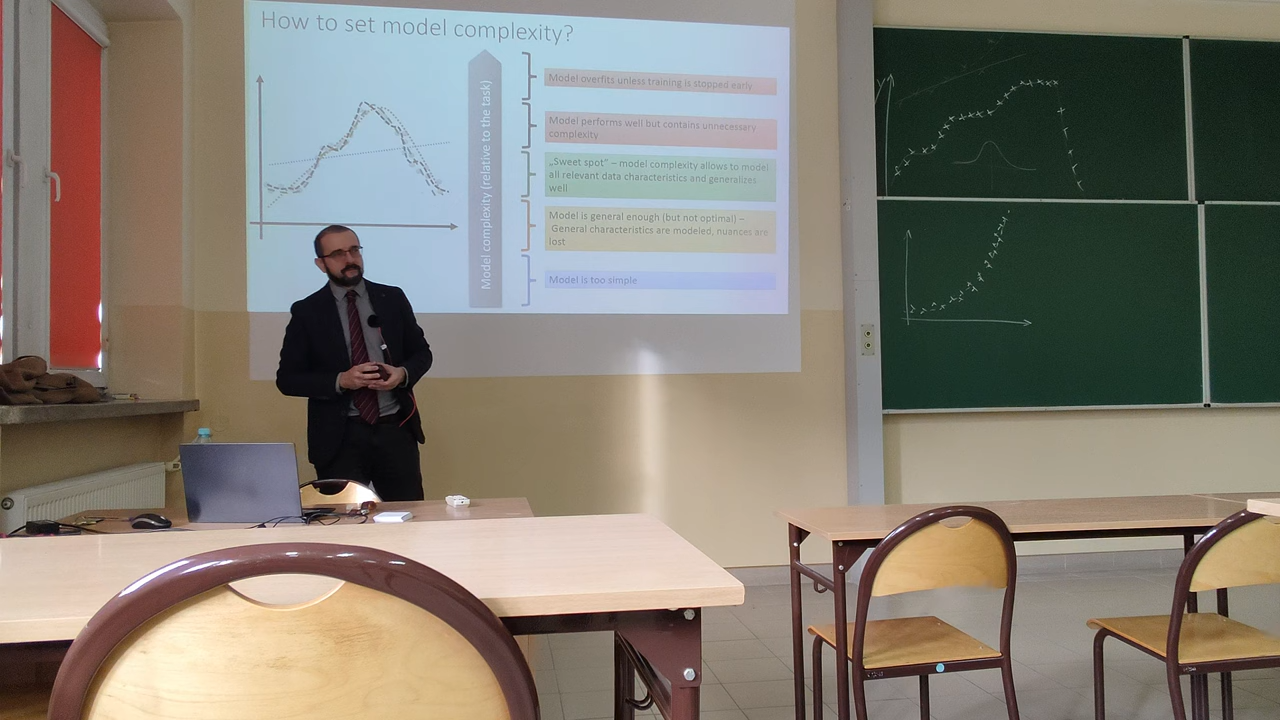 How to set model complexity?
Model complexity (relative to the task)
Model overfits unless training is stopped early
Model performs well but contains unnecessary
complexity
„Sweet spot” – model complexity allows to model
all relevant data characteristics and generalizes
well
Model is general enough (but not optimal) –
General characteristics are modeled, nuances are
lost
Model is too simple